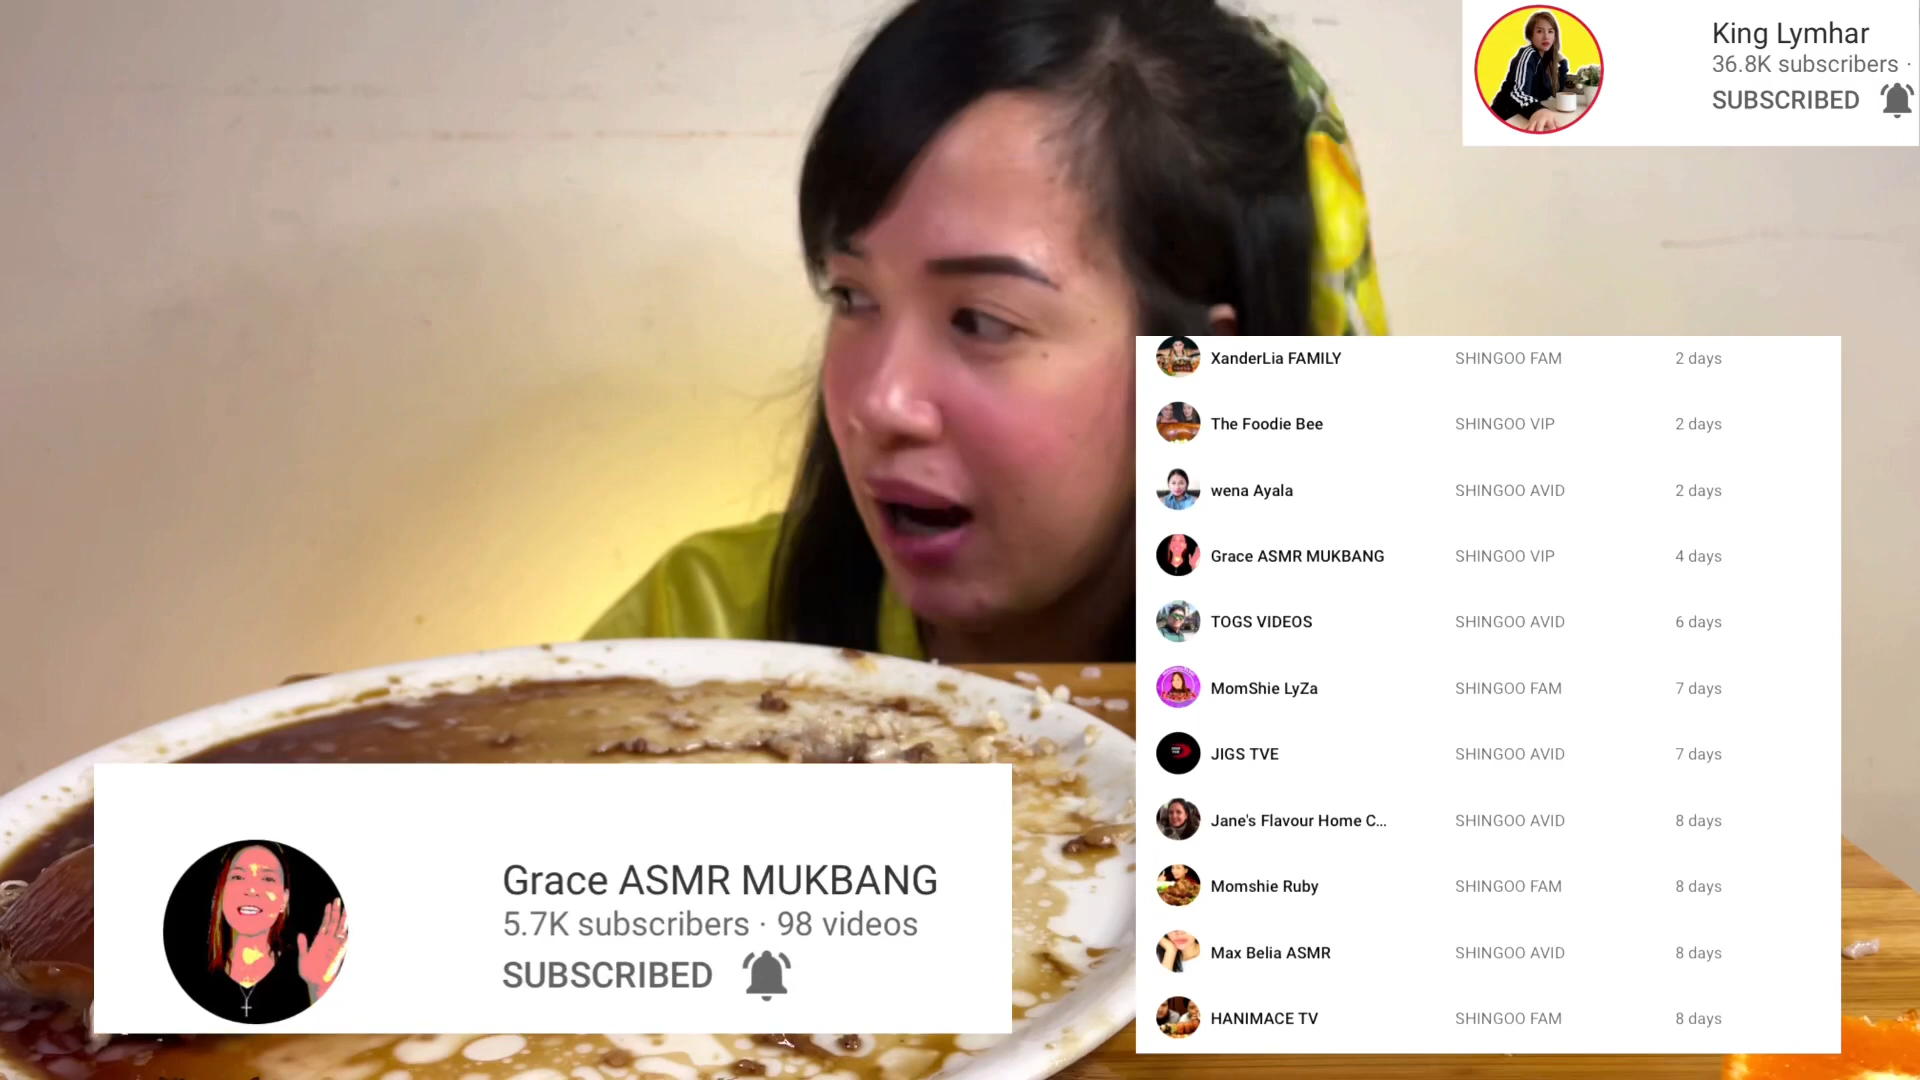 King Lymhar
36.8K subscribers ·
SUBSCRIBED
XanderLia FAMILY SHINGOO FAM 2 days
The Foodie Bee SHINGOO VIP 2 days
wena Ayala SHINGOO AVID 2 days
Grace ASMR MUKBANG SHINGOO VIP 4 days
TOGS VIDEOS SHINGOO AVID 6 days
MomShie LyZa SHINGOO FAM 7 days
JIGS TVE SHINGOO AVID 7 days
Jane's Flavour Home C... SHINGOO AVID 8 days
Momshie Ruby SHINGOO FAM 8 days
Max Belia ASMR SHINGOO AVID 8 days
HANIMACE TV SHINGOO FAM 8 days
Grace ASMR MUKBANG
5.7K subscribers · 98 videos
SUBSCRIBED